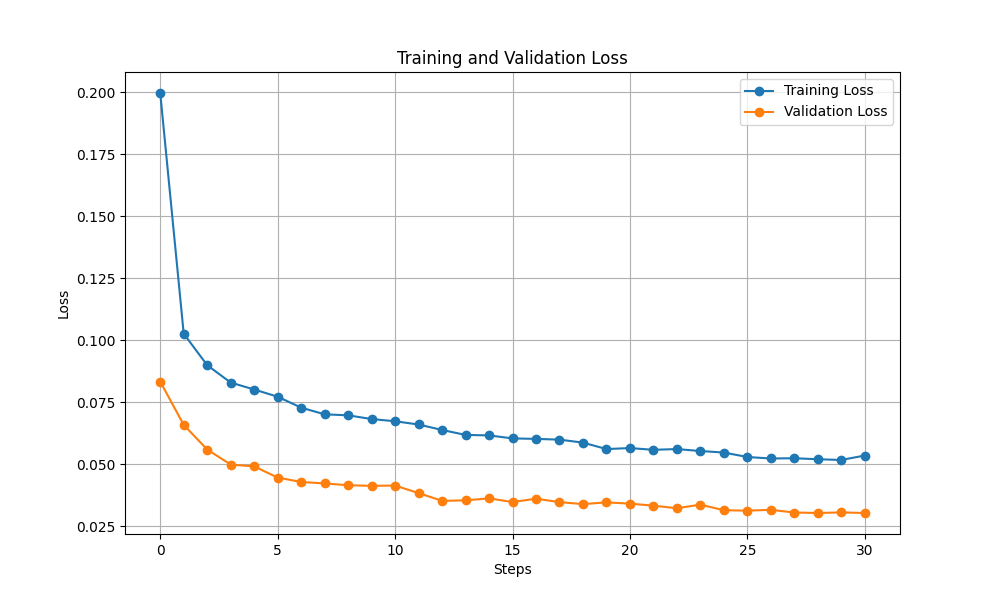 Training and Validation Loss
Training Loss
Validation Loss
0.200
0.175
0.150
0.125
0.100
0.075
0.050
0.025
Loss
0 5 10 15 20 25 30
Steps